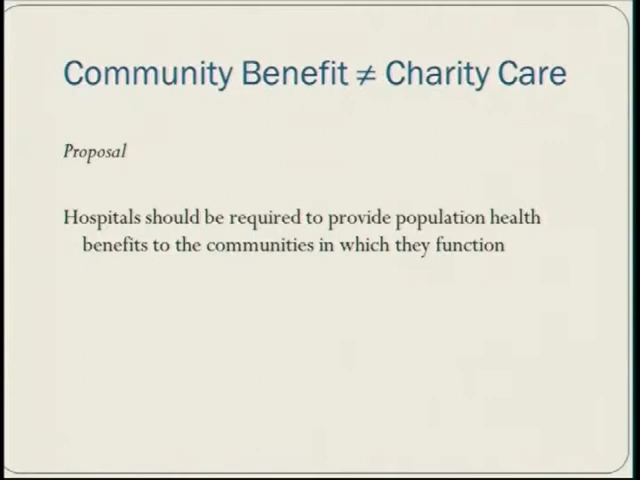 Community Benefit ≠ Charity Care
Proposal
Hospitals should be required to provide population health
benefits to the communities in which they function